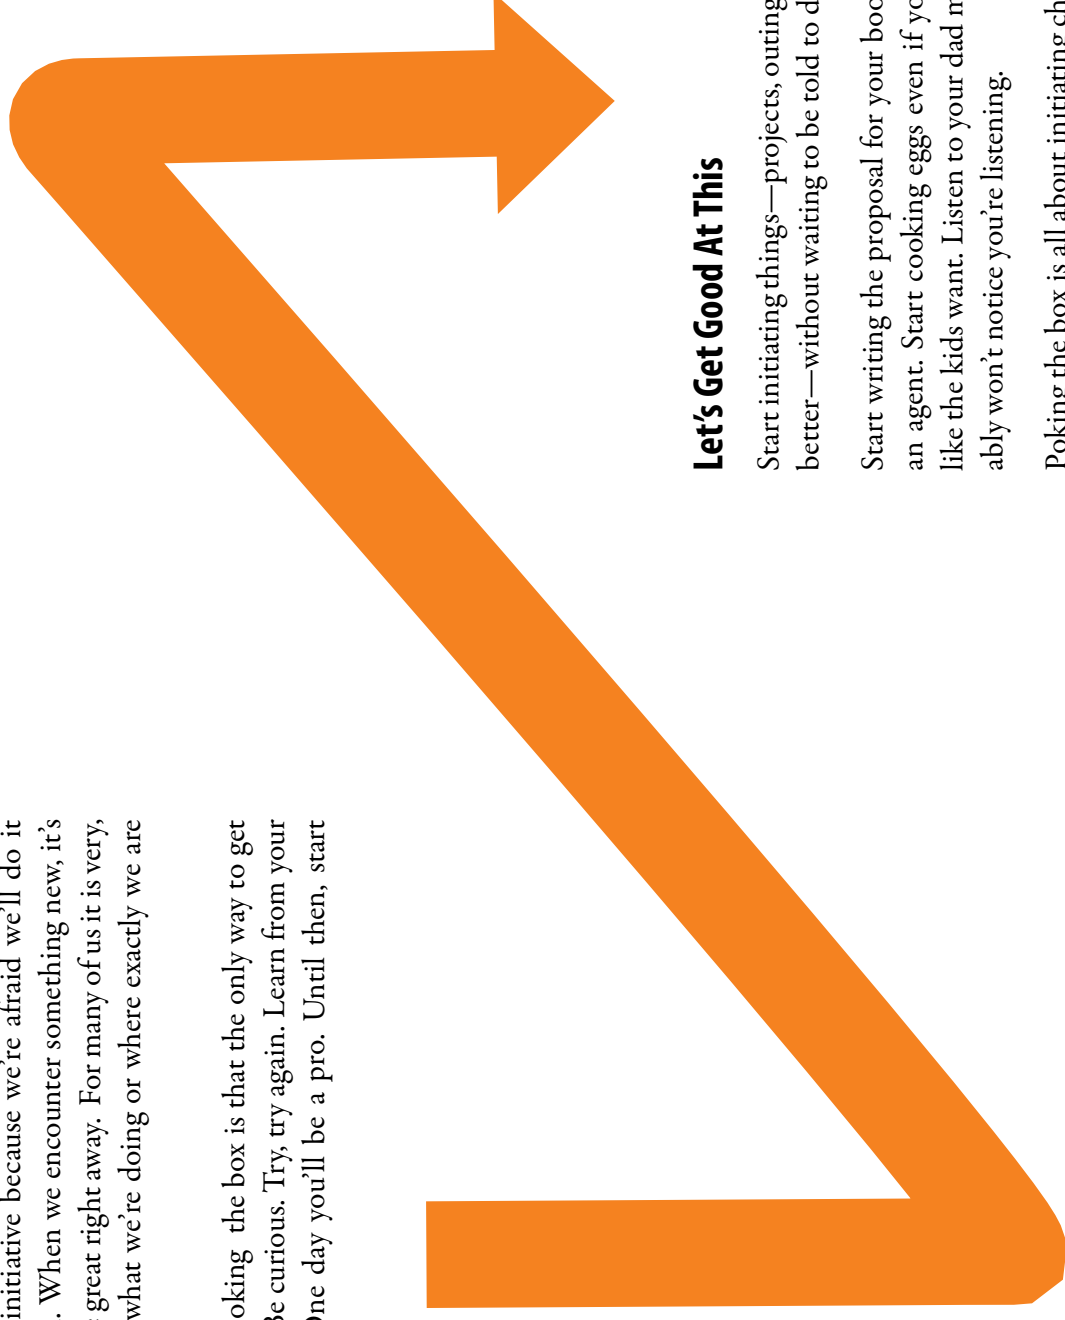 initiative because we're afraid we'll do it
. When we encounter something new, it's
great right away. For many of us it is very,
what we're doing or where exactly we are
oking the box is that the only way to get
Be curious. Try, try again. Learn from your
One day you'll be a pro. Until then, start
Let's Get Good At This
Start initiating things—projects, outing
better—without waiting to be told to d
Start writing the proposal for your boo
an agent. Start cooking eggs even if yo
like the kids want. Listen to your dad m
ably won't notice you're listening.
Poking the box is all about initiating ch